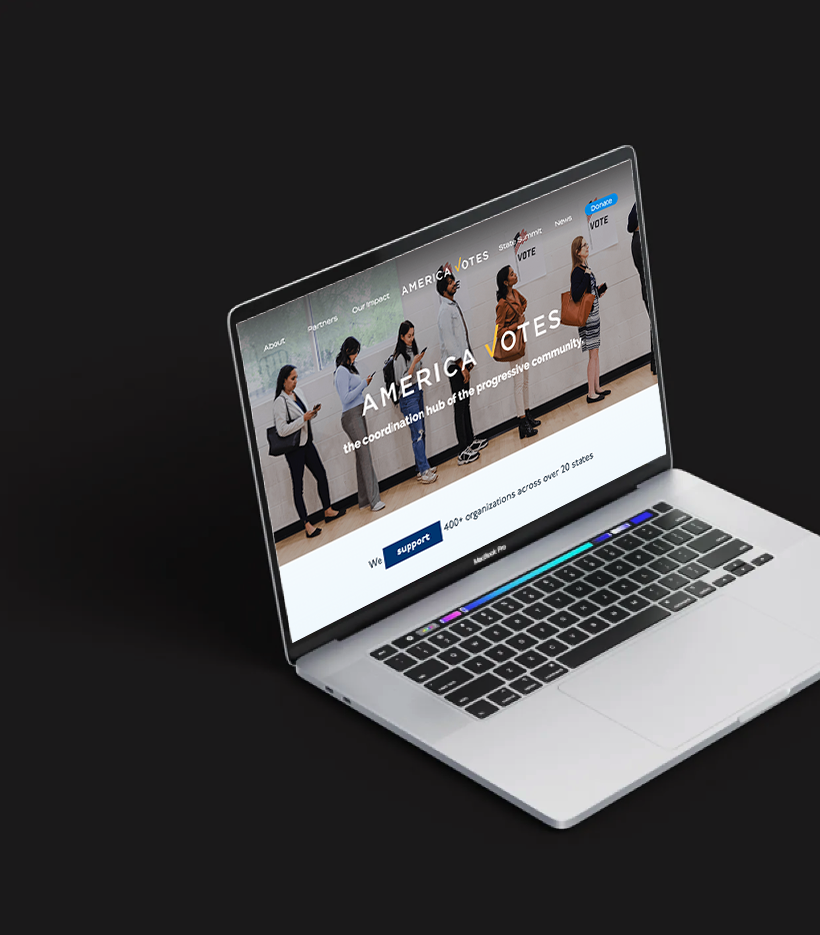 About
Partners
Our Impact
AMERICA VOTES
State Summit
News
Donate
VOTE
VOTE
AMERICA VOTES
the coordination hub of the progressive community.
We support 400+ organizations across over 20 states
MacBook Pro